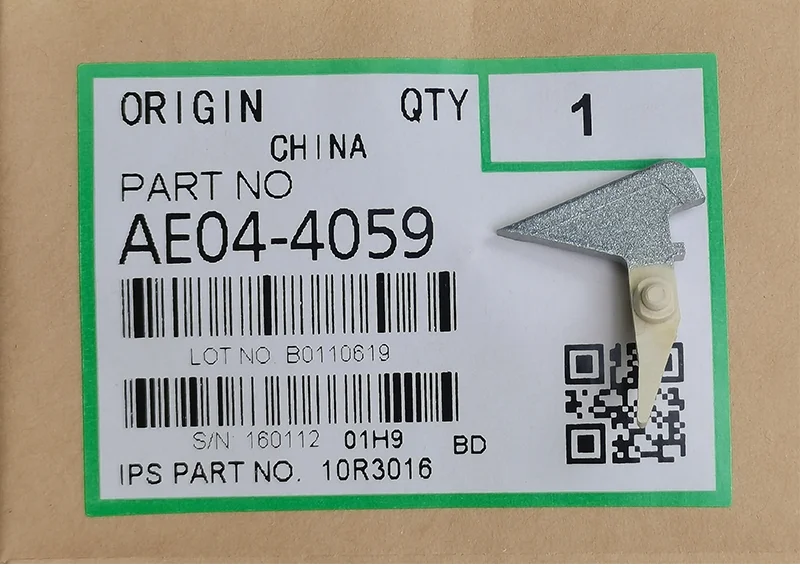 ORIGIN QTY 1
CHINA
PART NO
AE04-4059
LOT NO. B0110619
S/N: 160112 01H9 BD
IPS PART NO. 10R3016